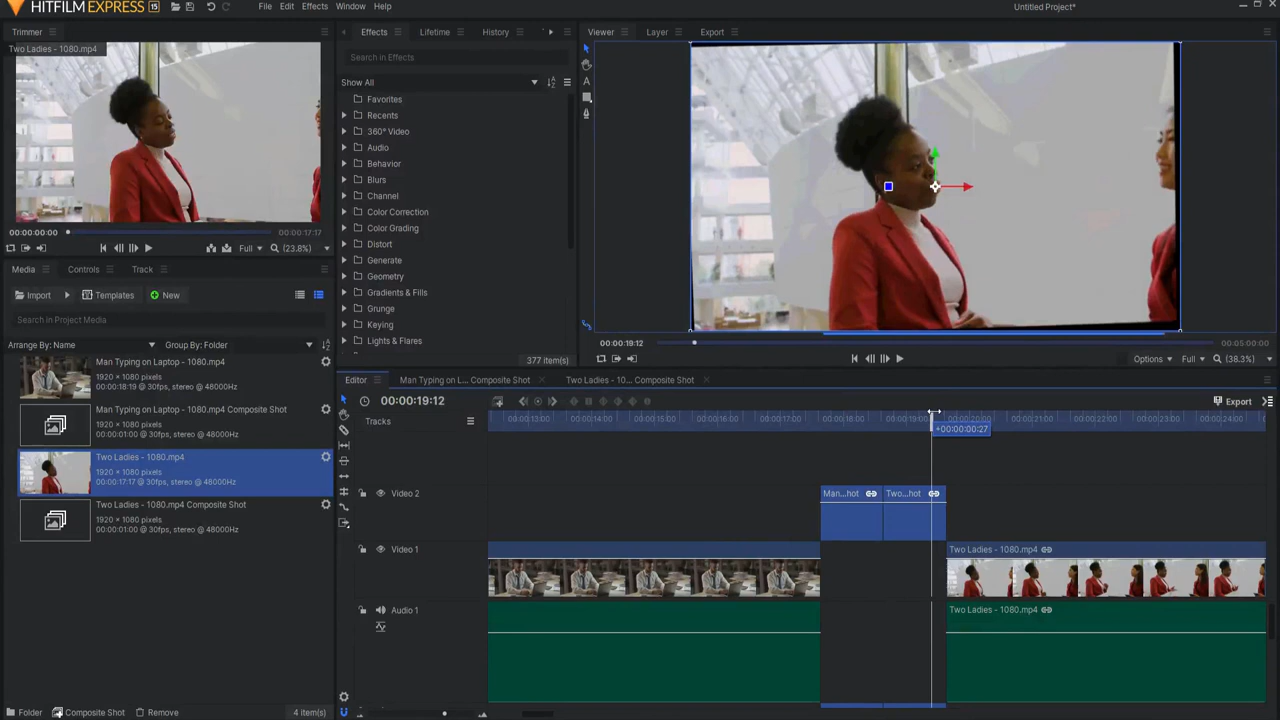 HITFILM EXPRESS 15
File Edit Effects Window Help
Untitled Project*
Trimmer
Two Ladies - 1080.mp4
00:00:00:00
00:00:17:17
Full
(23.8%)
Media
Controls
Track
Import
Templates
New
Search in Project Media
Arrange By: Name
Group By: Folder
Man Typing on Laptop - 1080.mp4
1920 × 1080 pixels
00:00:18:19 @ 30fps, stereo @ 48000Hz
Man Typing on Laptop - 1080.mp4 Composite Shot
1920 × 1080 pixels
00:00:01:00 @ 30fps, stereo @ 48000Hz
Two Ladies - 1080.mp4
1920 × 1080 pixels
00:00:17:17 @ 30fps, stereo @ 48000Hz
Two Ladies - 1080.mp4 Composite Shot
1920 × 1080 pixels
00:00:01:00 @ 30fps, stereo @ 48000Hz
Folder
Composite Shot
Remove
4 item(s)
Effects
Lifetime
History
Search in Effects
Show All
Favorites
Recents
360° Video
Audio
Behavior
Blurs
Channel
Color Correction
Color Grading
Distort
Generate
Geometry
Gradients & Fills
Grunge
Keying
Lights & Flares
377 item(s)
Viewer
Layer
Export
A
00:00:19:12
00:05:00:00
Options
Full
(38.3%)
Editor
Man Typing on L... Composite Shot
Two Ladies - 10... Composite Shot
00:00:19:12
Export
Tracks
00:00:13:00 00:00:14:00 00:00:15:00 00:00:16:00 00:00:17:00 00:00:18:00 00:00:19:00 00:00:20:00 00:00:21:00 00:00:22:00 00:00:23:00 00:00:24:00
+00:00:00:27
Video 2
Man...hot
Two...hot
Video 1
Two Ladies - 1080.mp4
Audio 1
Two Ladies - 1080.mp4